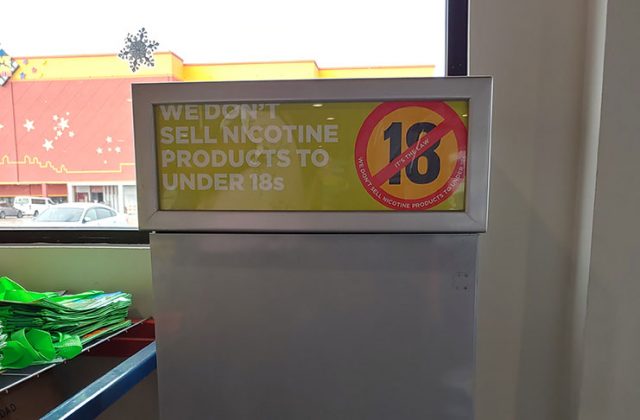 WE DON'T
SELL NICOTINE
PRODUCTS TO
UNDER 18s
18
IT'S THE LAW
WE DON'T SELL NICOTINE PRODUCTS TO UNDER
DAD